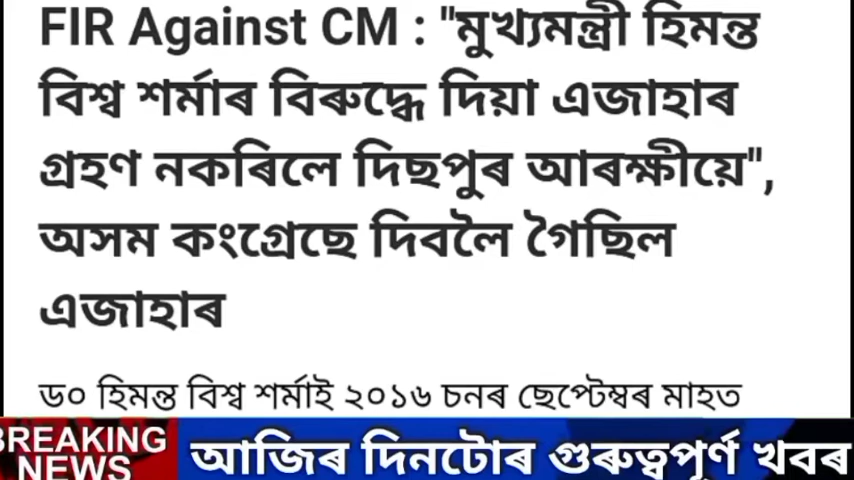 FIR Against CM : "মুখ্যমন্ত্ৰী হিমন্ত
বিশ্ব শৰ্মাৰ বিৰুদ্ধে দিয়া এজাহাৰ
গ্ৰহণ নকৰিলে দিছপুৰ আৰক্ষীয়ে",
অসম কংগ্ৰেছে দিবলৈ গৈছিল
এজাহাৰ
ড০ হিমন্ত বিশ্ব শৰ্মাই ২০১৬ চনৰ ছেপ্টেম্বৰ মাহত
BREAKING
NEWS
আজিৰ দিনটোৰ গুৰুত্বপূৰ্ণ খবৰ